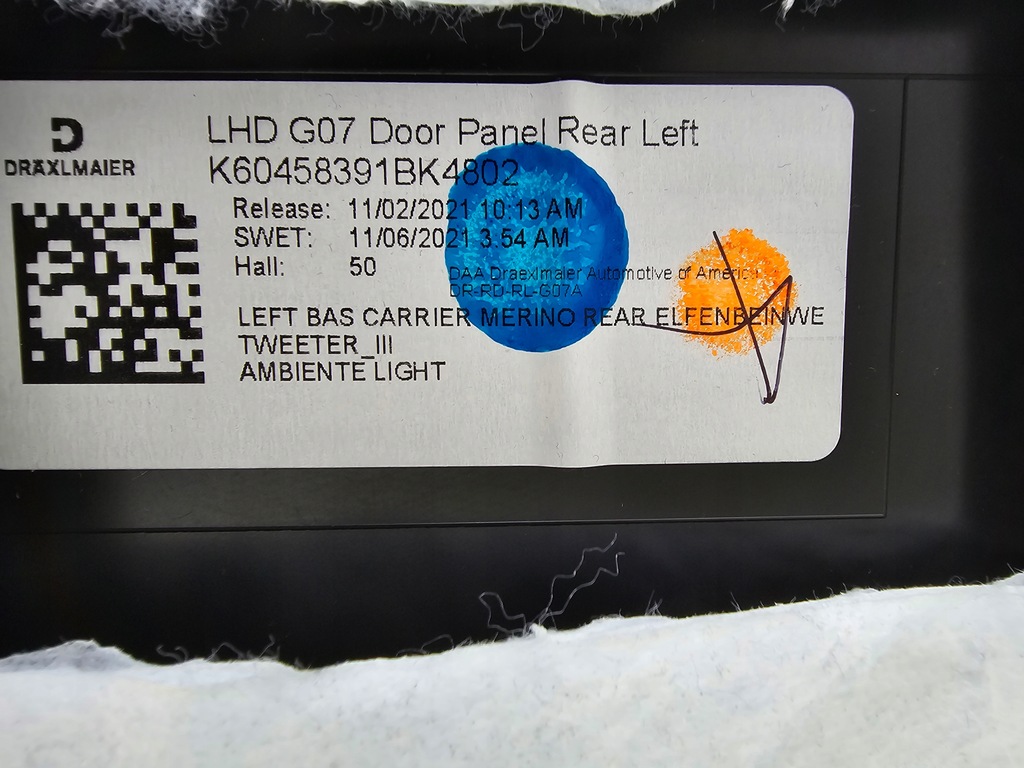 DRÄXLMAIER
LHD G07 Door Panel Rear Left
K60458391BK4802
Release: 11/02/2021 10:13 AM
SWET: 11/06/2021 3:54 AM
Hall: 50
DAA Draexlmaier Automotive of America
DR-RD-RL-G07A
LEFT BAS CARRIER MERINO REAR ELFENBEINWE
TWEETER_III
AMBIENTE LIGHT